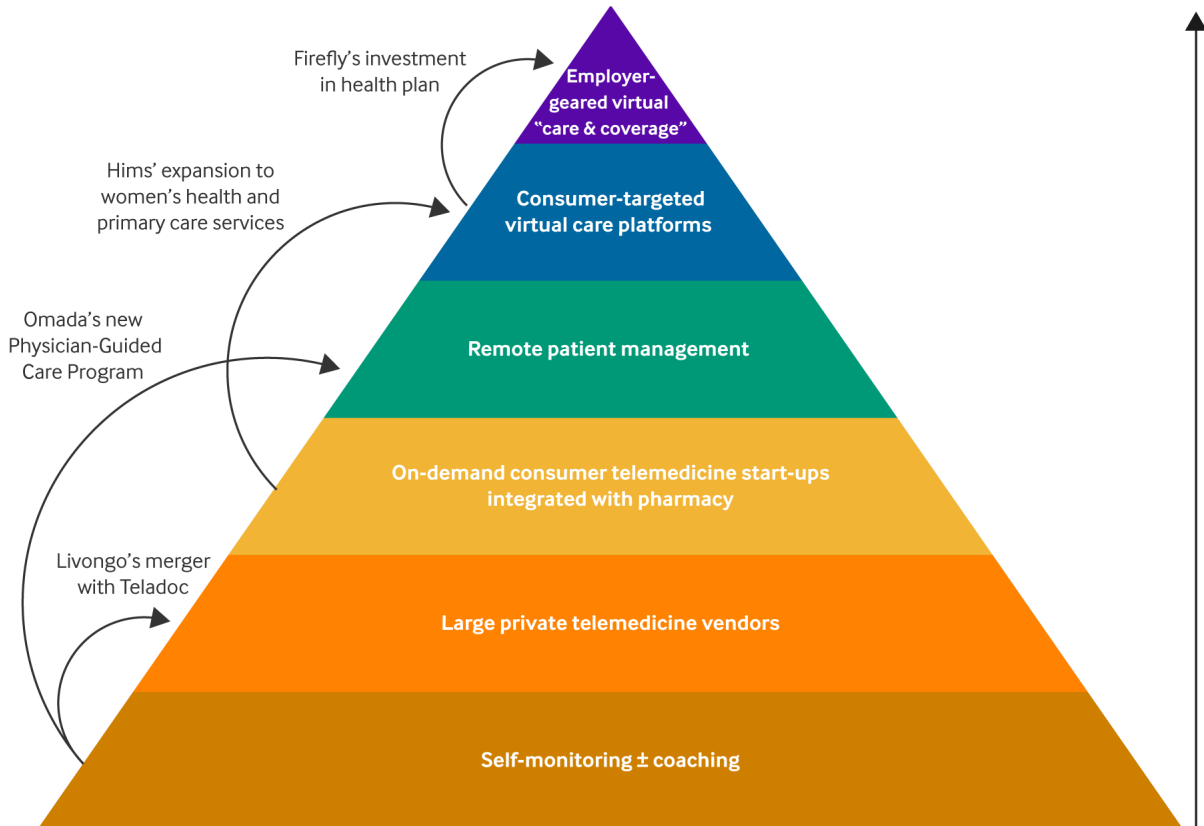 Firefly’s investment
in health plan
Employer-
geared virtual
“care & coverage”
Hims’ expansion to
women’s health and
primary care services
Consumer-targeted
virtual care platforms
Omada’s new
Physician-Guided
Care Program
Remote patient management
On-demand consumer telemedicine start-ups
integrated with pharmacy
Livongo’s merger
with Teladoc
Large private telemedicine vendors
Self-monitoring ± coaching